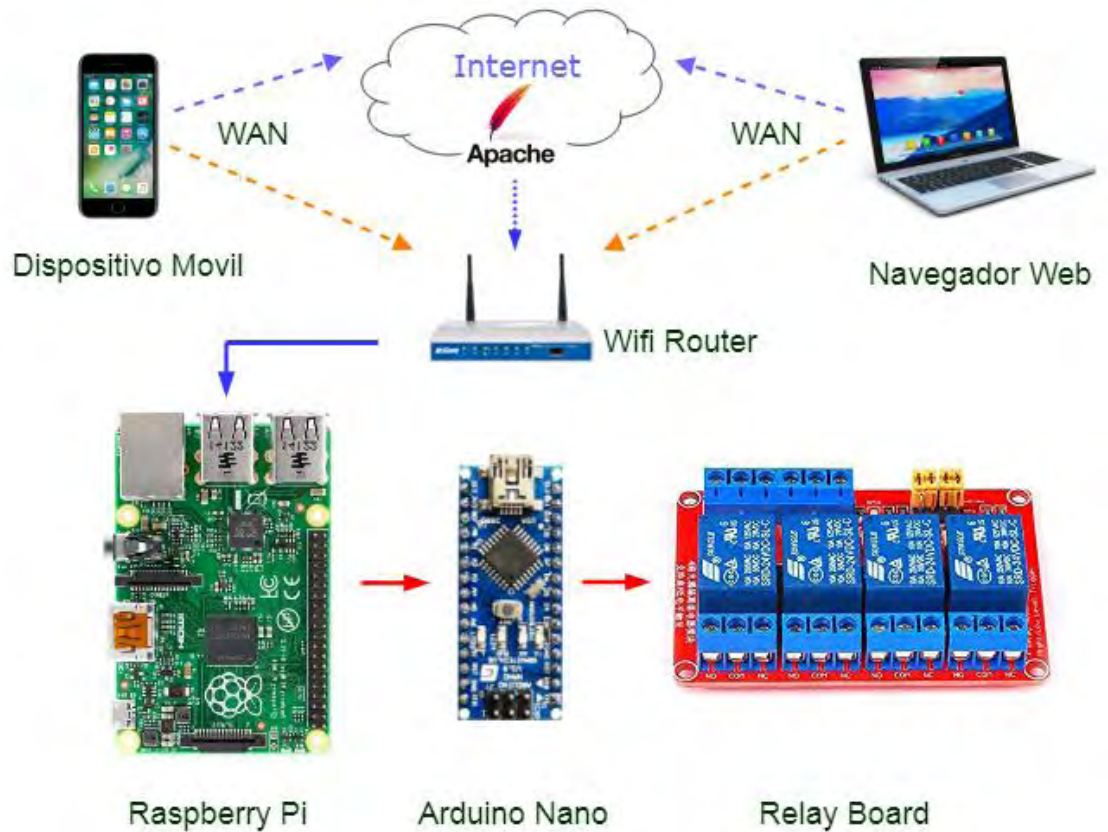 Internet
Apache
WAN
WAN
Dispositivo Movil
Navegador Web
Wifi Router
Raspberry Pi
Arduino Nano
Relay Board